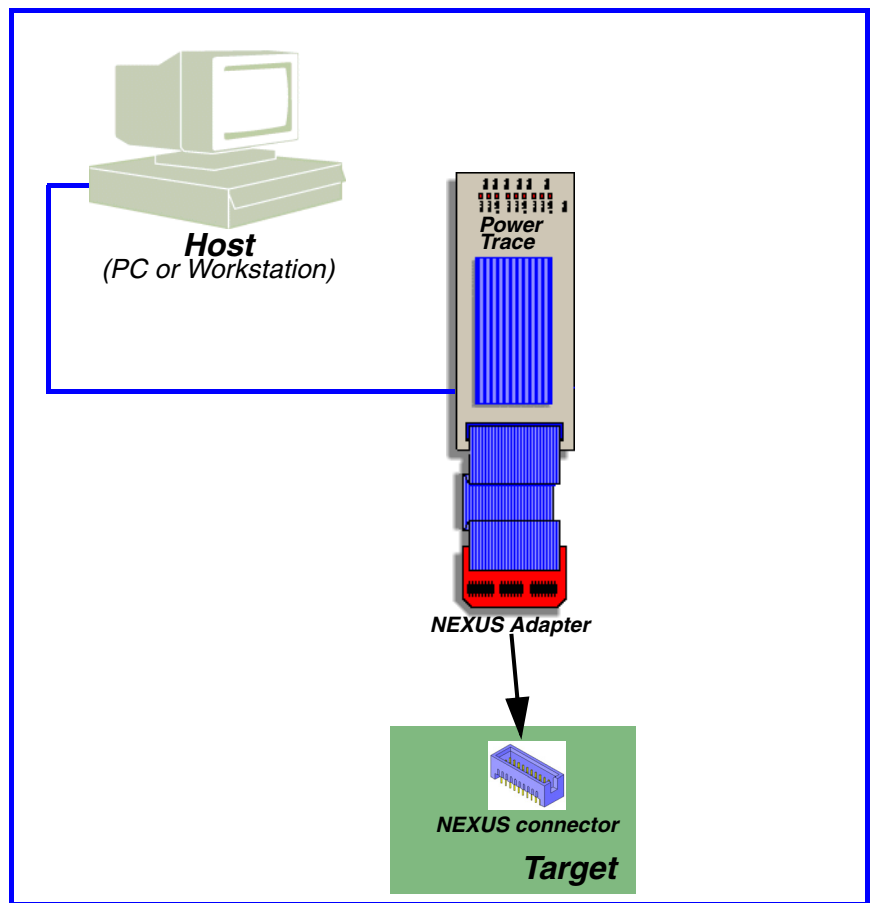 Power
Trace
Host
(PC or Workstation)
NEXUS Adapter
NEXUS connector
Target